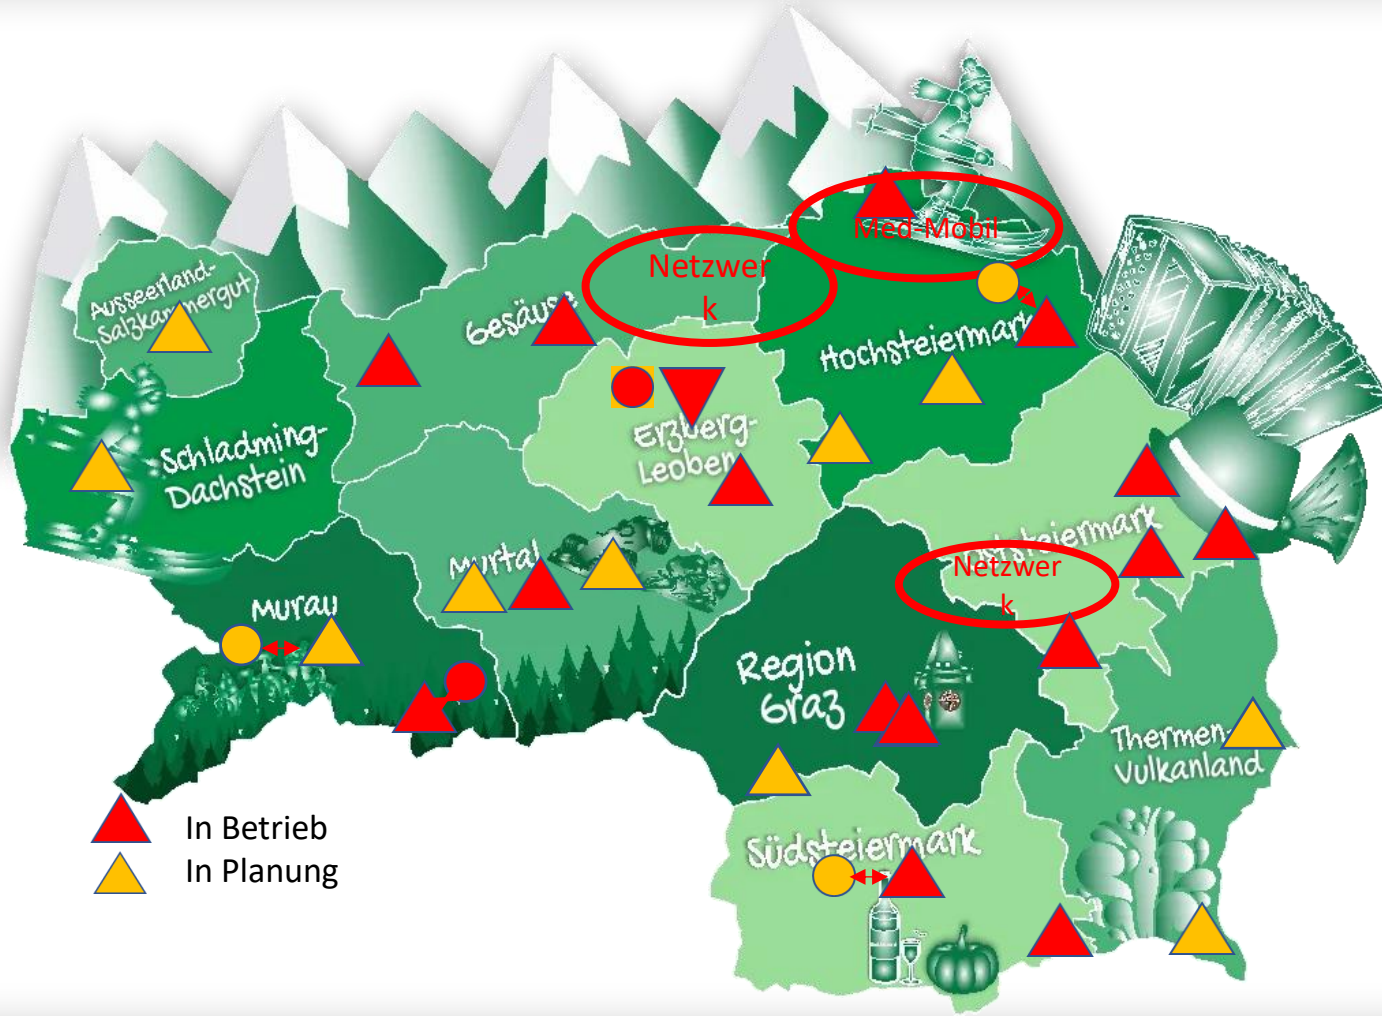 Med-Mobil
Netzwer
k
Ausseerland-
Salzkammergut
Gesäuse
Hochsteiermark
Schladming-
Dachstein
Erzberg-
Leoben
Murtal
Netzwer
k
Murau
Region
Graz
Thermen-
Vulkanland
Südsteiermark
In Betrieb
In Planung